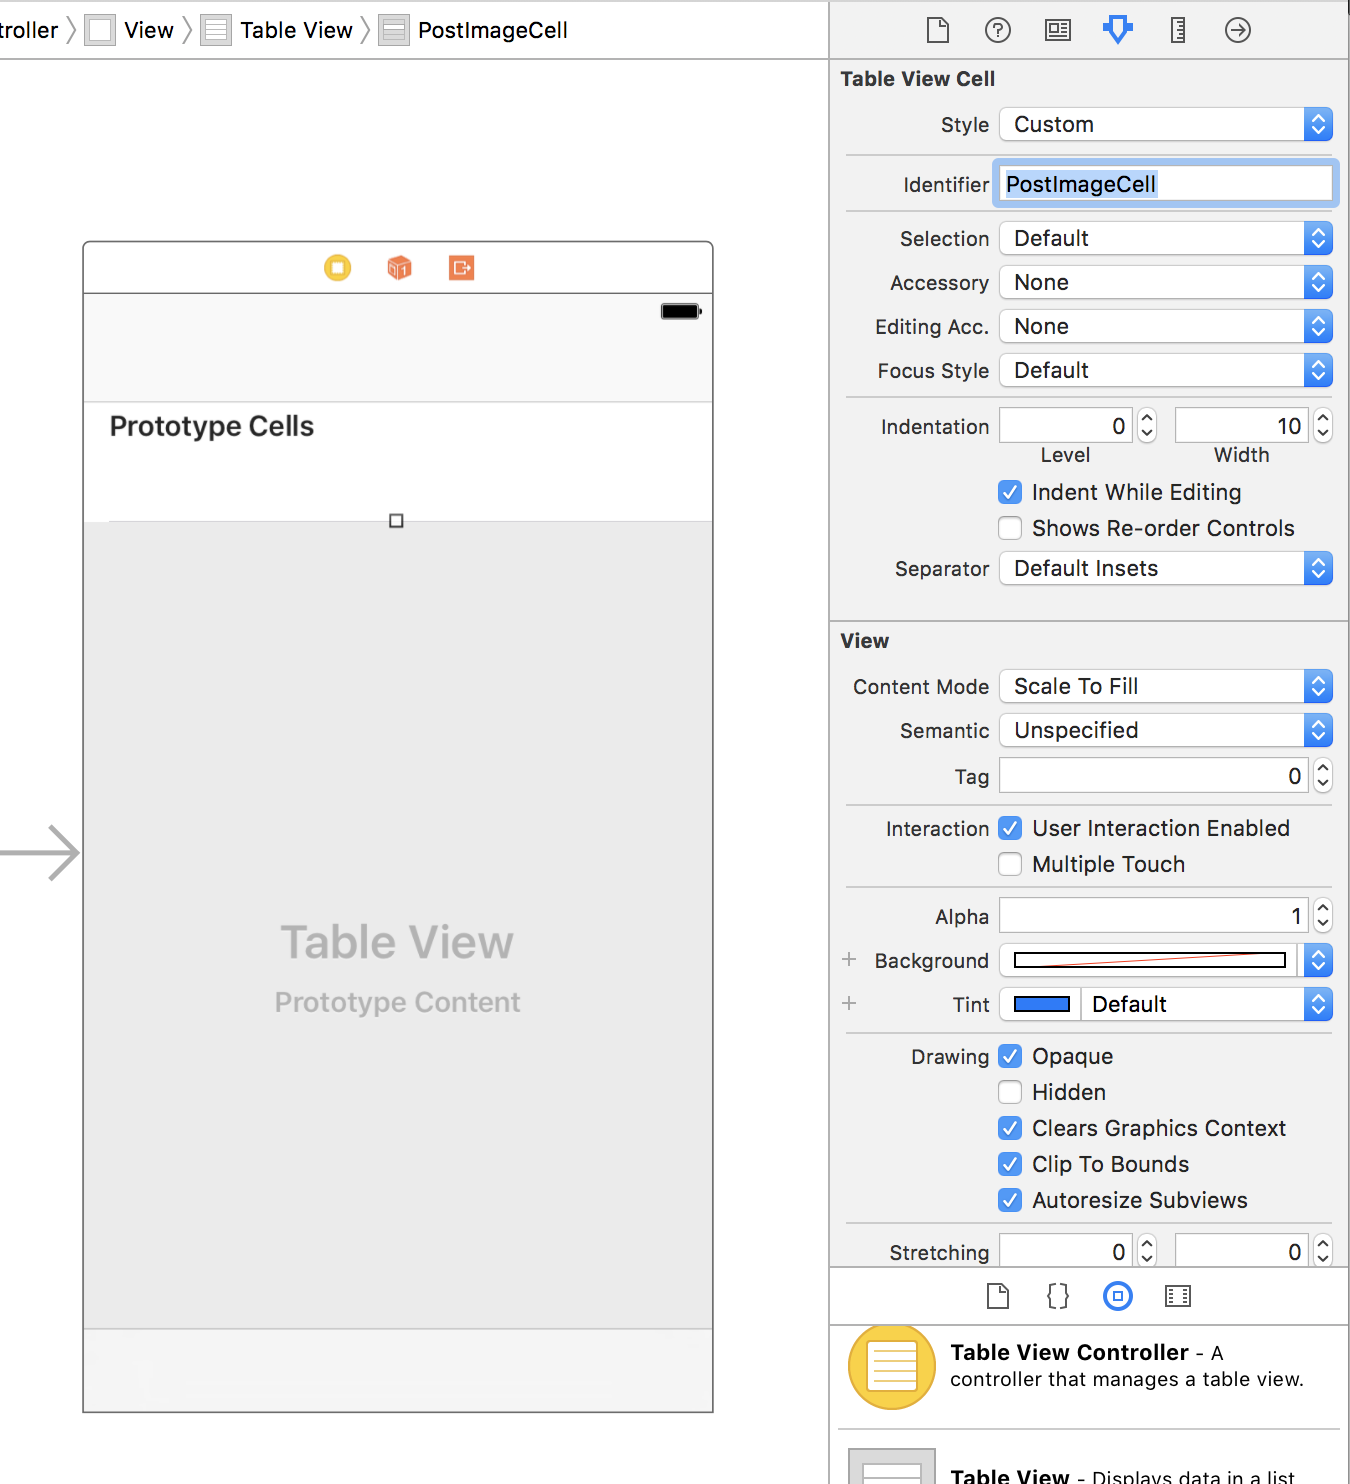 troller View Table View PostImageCell
Table View Cell
Style Custom
Identifier PostImageCell
Selection Default
Accessory None
Editing Acc. None
Focus Style Default
Indentation 0 10
Level Width
Indent While Editing
Shows Re-order Controls
Separator Default Insets
View
Content Mode Scale To Fill
Semantic Unspecified
Tag 0
Interaction User Interaction Enabled
Multiple Touch
Alpha 1
+ Background
+ Tint Default
Drawing Opaque
Hidden
Clears Graphics Context
Clip To Bounds
Autoresize Subviews
Stretching 0 0
{}
Table View Controller - A
controller that manages a table view.
Table View - Displays data in a list
Prototype Cells
1
Table View
Prototype Content